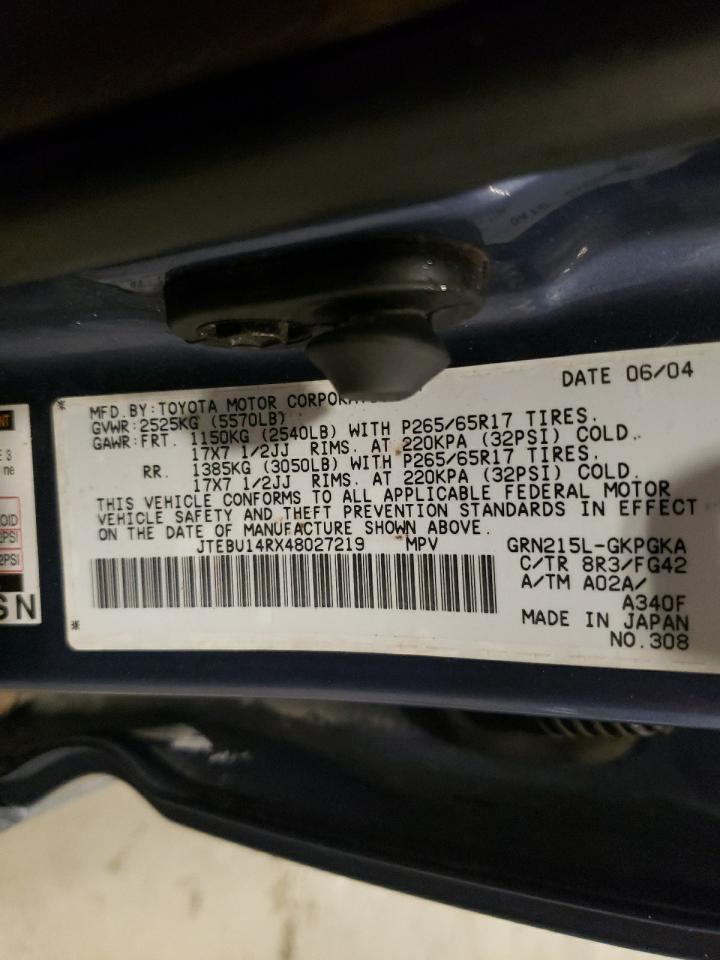 DATE 06/04
MFD. BY: TOYOTA MOTOR
GVWR: 2525KG (5570LB)
GAWR: FRT. 1150KG (2540LB) WITH P265/65R17 TIRES.
17X7 1/2JJ RIMS. AT 220KPA (32PSI) COLD.
RR. 1385KG (3050LB) WITH P265/65R17 TIRES.
17X7 1/2JJ RIMS. AT 220KPA (32PSI) COLD.
THIS VEHICLE CONFORMS TO ALL APPLICABLE FEDERAL MOTOR
VEHICLE SAFETY AND THEFT PREVENTION STANDARDS IN EFFECT
ON THE DATE OF MANUFACTURE SHOWN ABOVE.
JTEBU14RX48027219 MPV GRN215L-GKPGKA
C/TR 8R3/FG42
A/TM A02A/
A340F
MADE IN JAPAN
NO.308